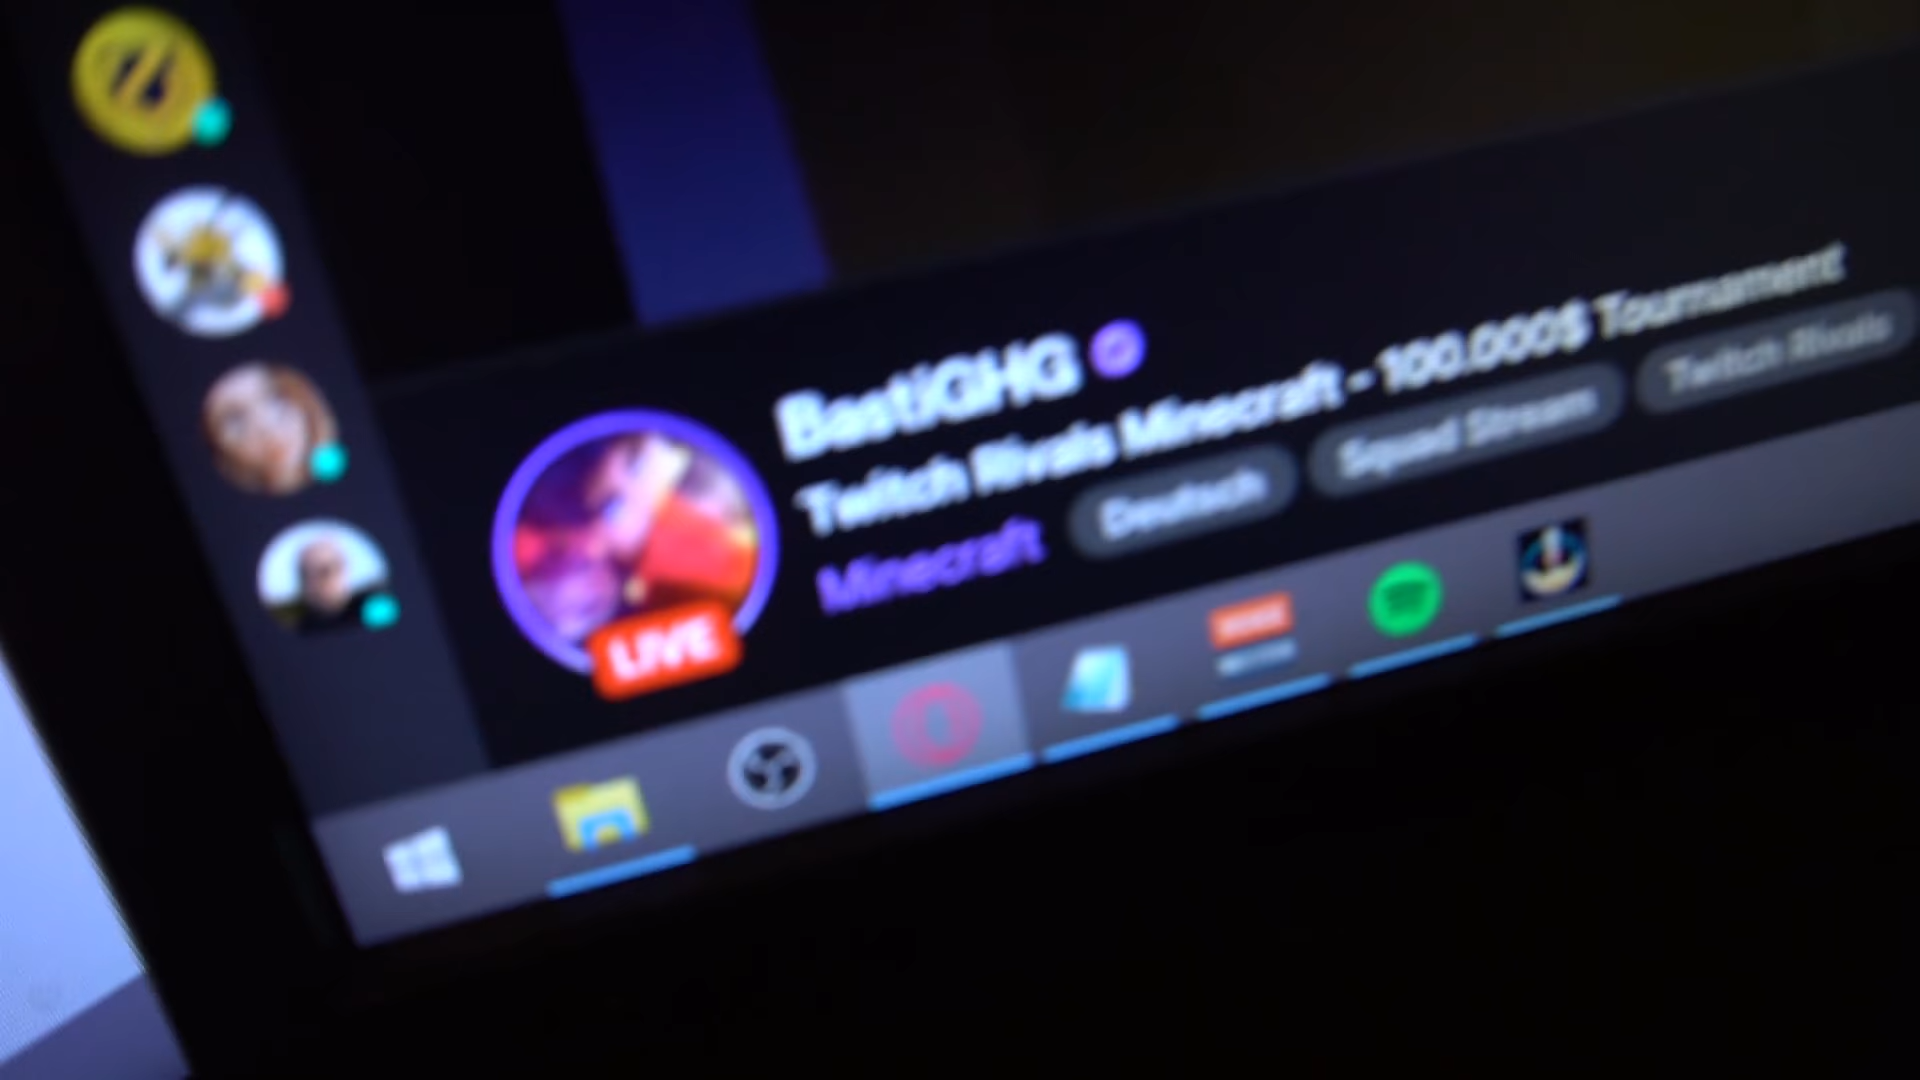 BastiGHG
Twitch Rivals Minecraft - 100.000$ Tournament
Minecraft Deutsch Squad Stream Twitch Rivals
LIVE